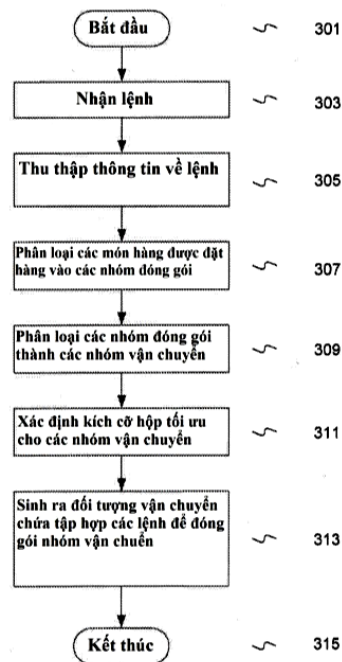 Bắt đầu
301
Nhận lệnh
303
Thu thập thông tin về lệnh
305
Phân loại các món hàng được đặt
hàng vào các nhóm đóng gói
307
Phân loại các nhóm đóng gói
thành các nhóm vận chuyển
309
Xác định kích cỡ hộp tối ưu
cho các nhóm vận chuyển
311
Sinh ra đối tượng vận chuyển
chứa tập hợp các lệnh để đóng
gói nhóm vận chuển
313
Kết thúc
315